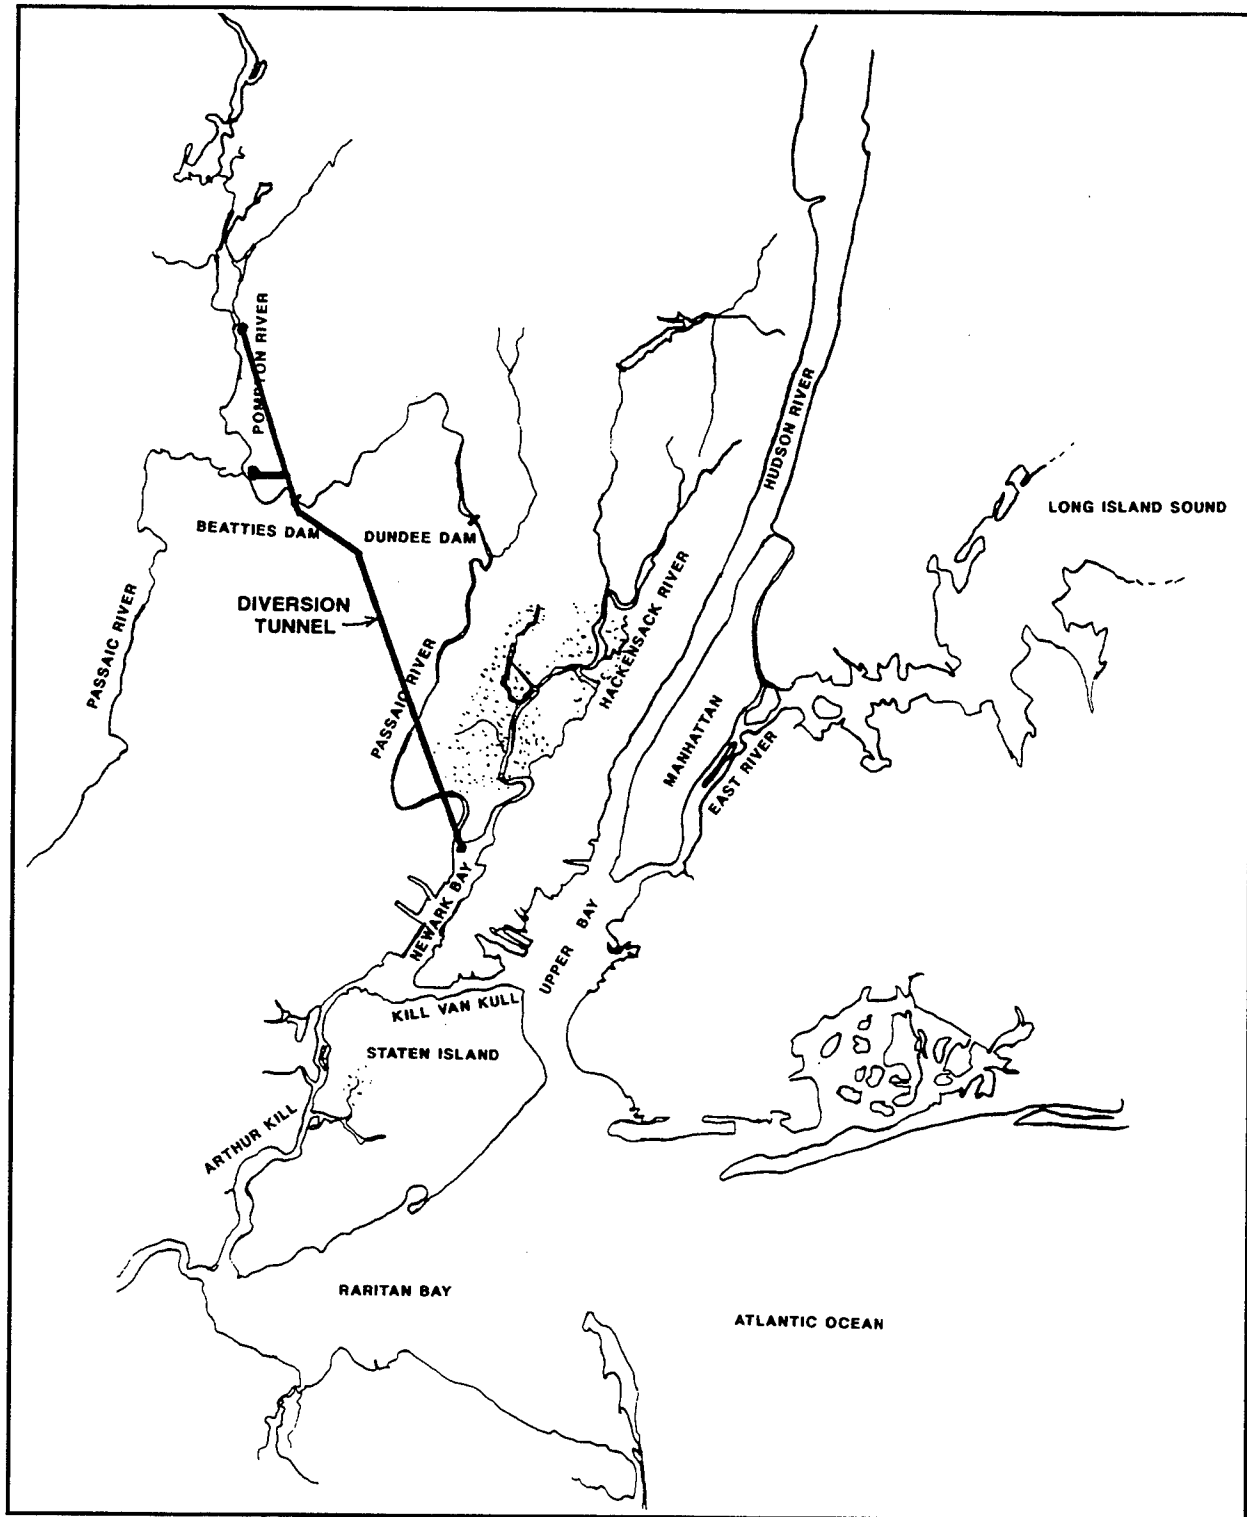 POMPTON RIVER
HUDSON RIVER
LONG ISLAND SOUND
BEATTIES DAM
DUNDEE DAM
PASSAIC RIVER
DIVERSION
TUNNEL
PASSAIC RIVER
HACKENSACK RIVER
MANHATTAN
EAST RIVER
NEWARK BAY
UPPER BAY
KILL VAN KULL
STATEN ISLAND
ARTHUR KILL
RARITAN BAY
ATLANTIC OCEAN